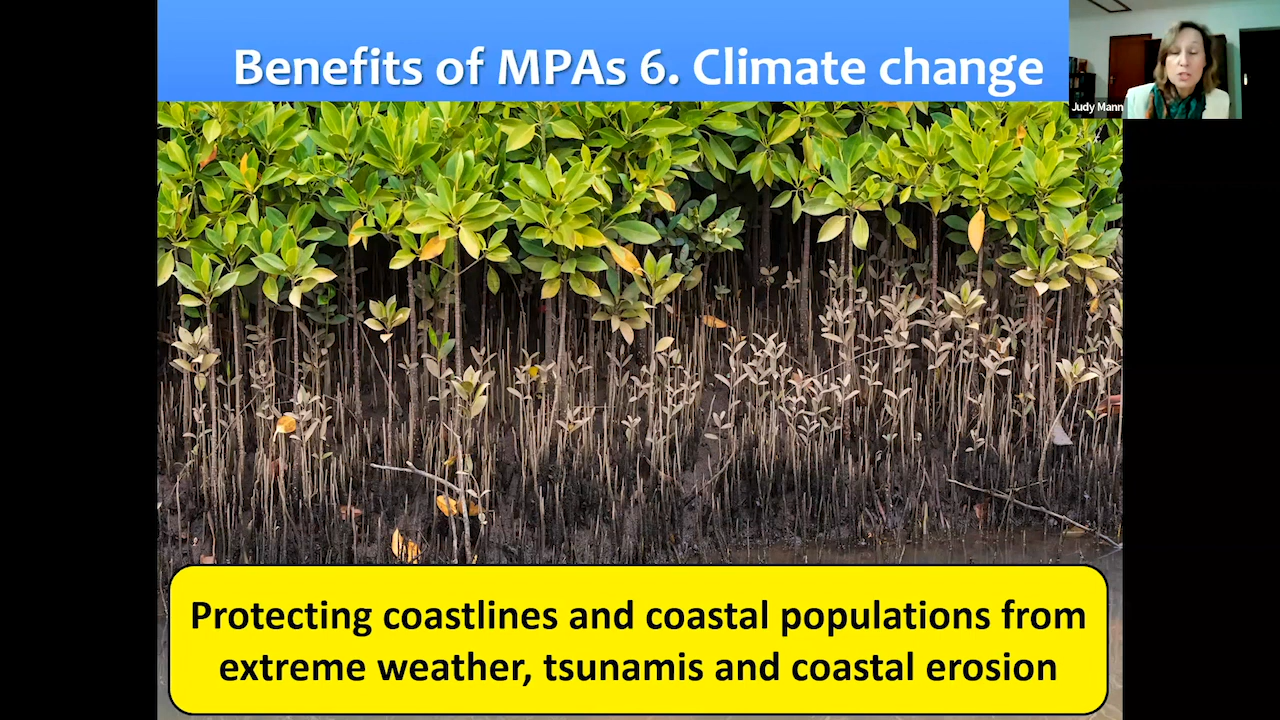 Benefits of MPAs 6. Climate change
Judy Mann
Protecting coastlines and coastal populations from
extreme weather, tsunamis and coastal erosion